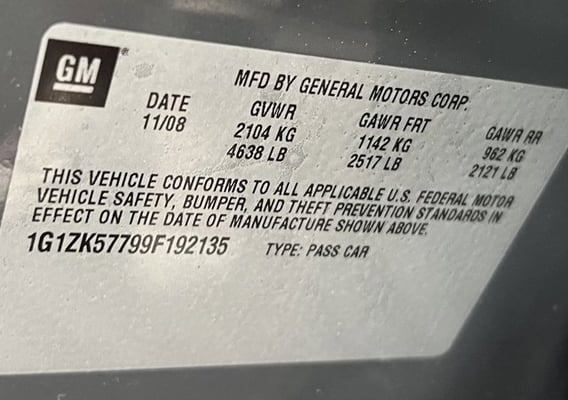 GM
MFD BY GENERAL MOTORS CORP.
DATE GVWR GAWR FRT GAWR RR
11/08 2104 KG 1142 KG 962 KG
4638 LB 2517 LB 2121 LB
THIS VEHICLE CONFORMS TO ALL APPLICABLE U.S. FEDERAL MOTOR
VEHICLE SAFETY, BUMPER, AND THEFT PREVENTION STANDARDS IN
EFFECT ON THE DATE OF MANUFACTURE SHOWN ABOVE.
1G1ZK57799F192135 TYPE: PASS CAR